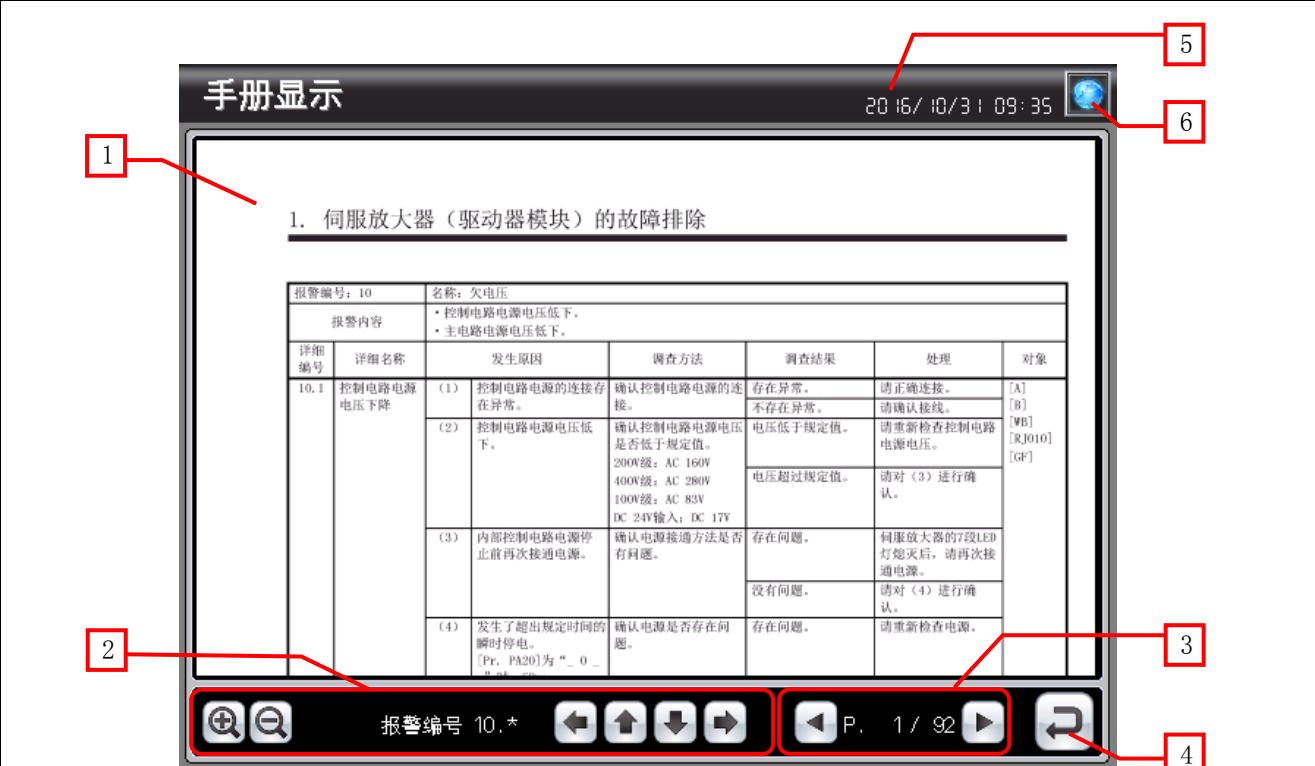 5
手册显示
2016/10/31 09:35
6
1
1. 伺服放大器（驱动器模块）的故障排除
报警编号：10 名称：欠电压
报警内容
・控制电路电源电压低下。
・主电路电源电压低下。
详细
编号
详细名称 发生原因 调查方法 调查结果 处理 对象
10.1
控制电路电源
电压下降
（1）
控制电路电源的连接存
在异常。
确认控制电路电源的连
接。
存在异常。
请正确连接。
不存在异常。
请确认接线。
[A]
[B]
[WB]
[RJ010]
[GF]
（2）
控制电路电源电压低
下。
确认控制电路电源电压
是否低于规定值。
200V级：AC 160V
400V级：AC 280V
100V级：AC 83V
DC 24V输入：DC 17V
电压低于规定值。
请重新检查控制电路
电源电压。
电压超过规定值。
请对（3）进行确
认。
（3）
内部控制电路电源停
止前再次接通电源。
确认电源接通方法是否
有问题。
存在问题。
伺服放大器的7段LED
灯熄灭后，请再次接
通电源。
没有问题。
请对（4）进行确
认。
（4）
发生了超出规定时间的
瞬时停电。
[Pr. PA20]为“_ 0 _
确认电源是否存在问
题。
存在问题。
请重新检查电源。
2
3
报警编号 10.*
P. 1/ 92
4